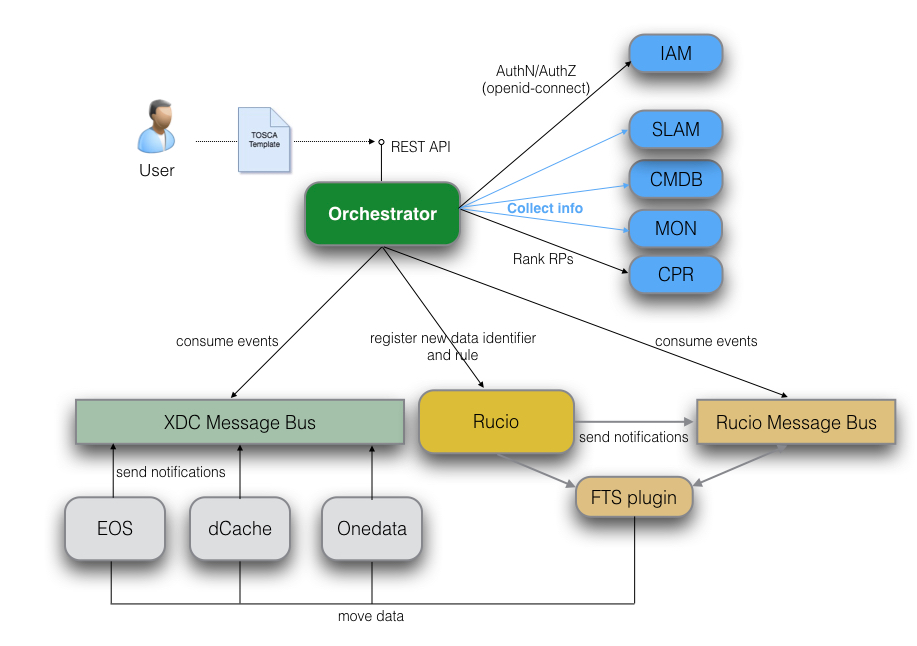 IAM
AuthN/AuthZ
(openid-connect)
TOSCA
Template
SLAM
REST API
User
CMDB
Orchestrator
Collect info
MON
Rank RPs
CPR
consume events
register new data identifier
and rule
consume events
XDC Message Bus
Rucio
send notifications
Rucio Message Bus
send notifications
FTS plugin
EOS
dCache
Onedata
move data